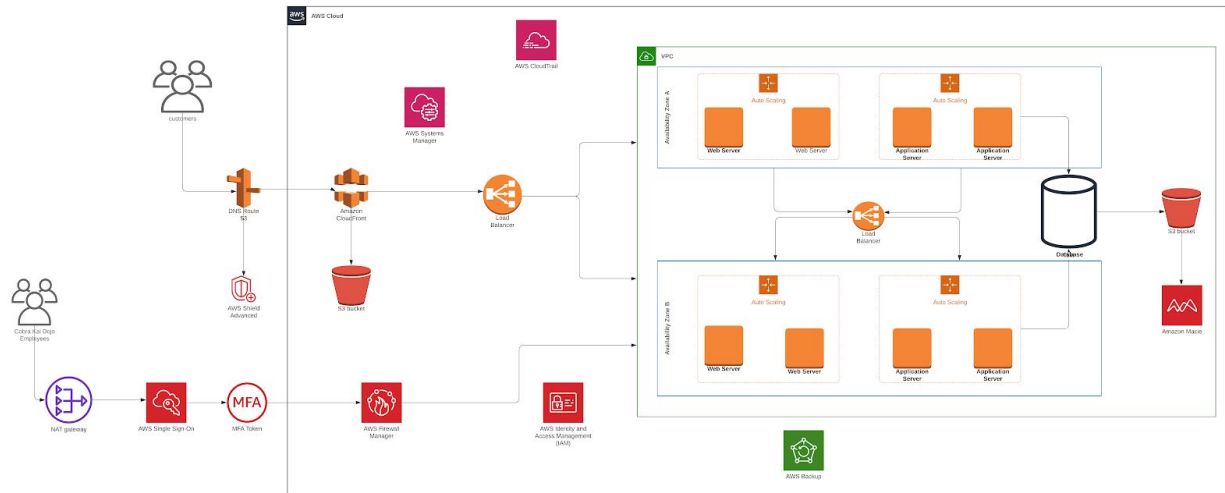 aws
AWS Cloud
AWS CloudTrail
VPC
customers
AWS Systems
Manager
Availability Zone A
Auto Scaling
Auto Scaling
Web Server
Web Server
Application
Server
Application
Server
DNS Route
53
Amazon
CloudFront
Load
Balancer
Load
Balancer
Database
S3 bucket
AWS Shield
Advanced
S3 bucket
Cobra Kai Dojo
Employees
Availability Zone B
Auto Scaling
Auto Scaling
Web Server
Web Server
Application
Server
Application
Server
Amazon Macie
NAT gateway
AWS Single Sign On
MFA
MFA Token
AWS Firewall
Manager
AWS Identity and
Access Management
(IAM)
AWS Backup